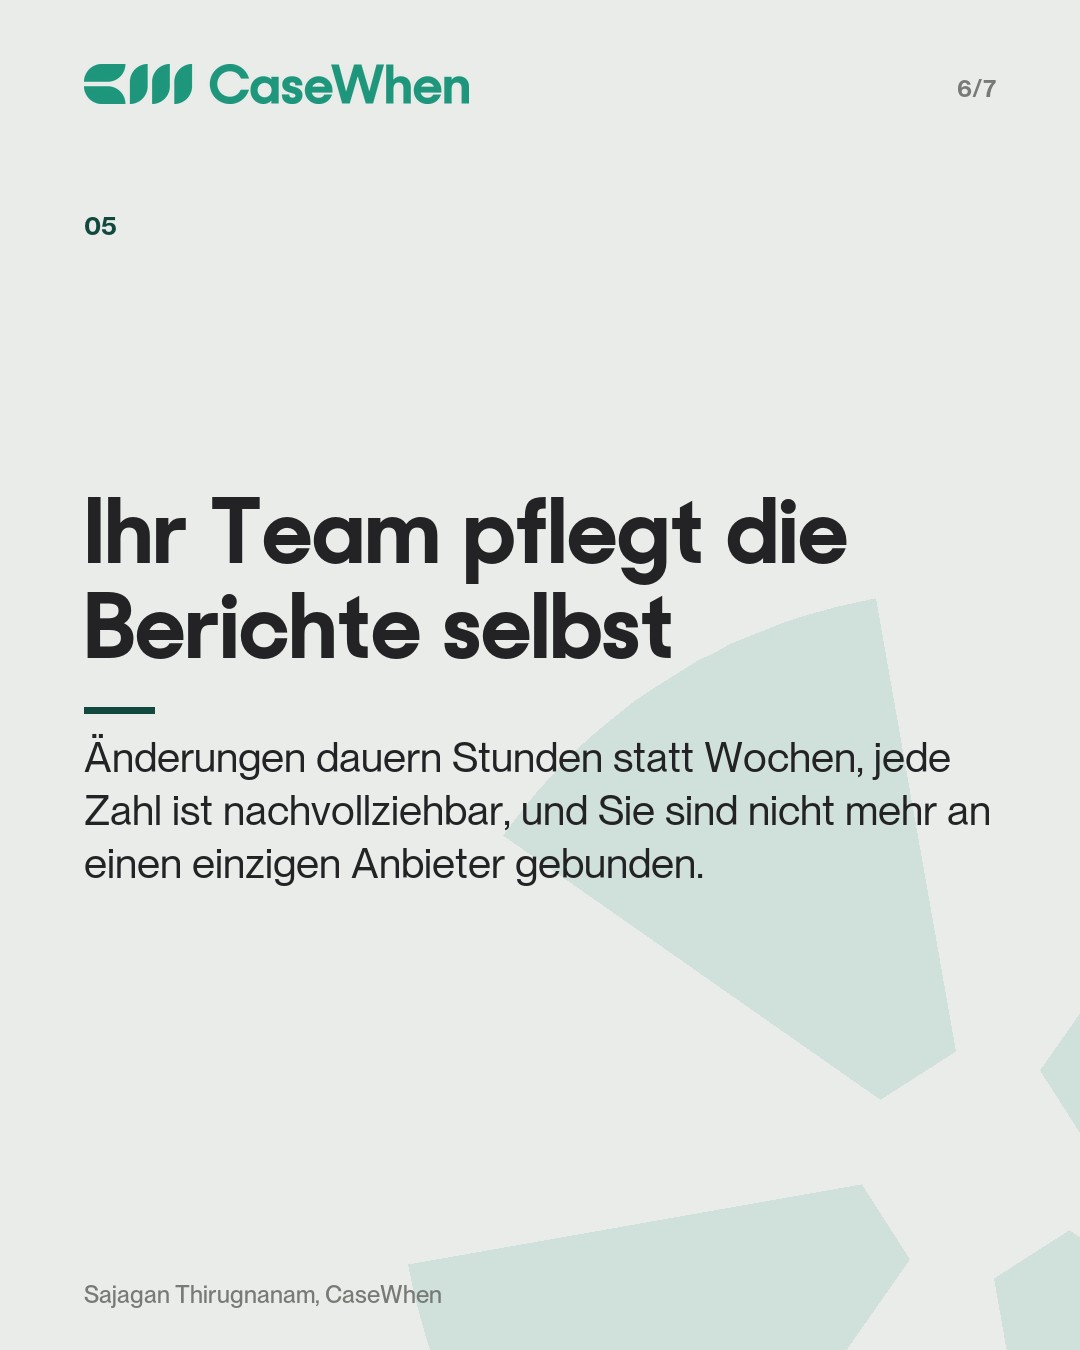 CaseWhen
6/7
05
Ihr Team pflegt die
Berichte selbst
Änderungen dauern Stunden statt Wochen, jede
Zahl ist nachvollziehbar, und Sie sind nicht mehr an
einen einzigen Anbieter gebunden.
Sajagan Thirugnanam, CaseWhen